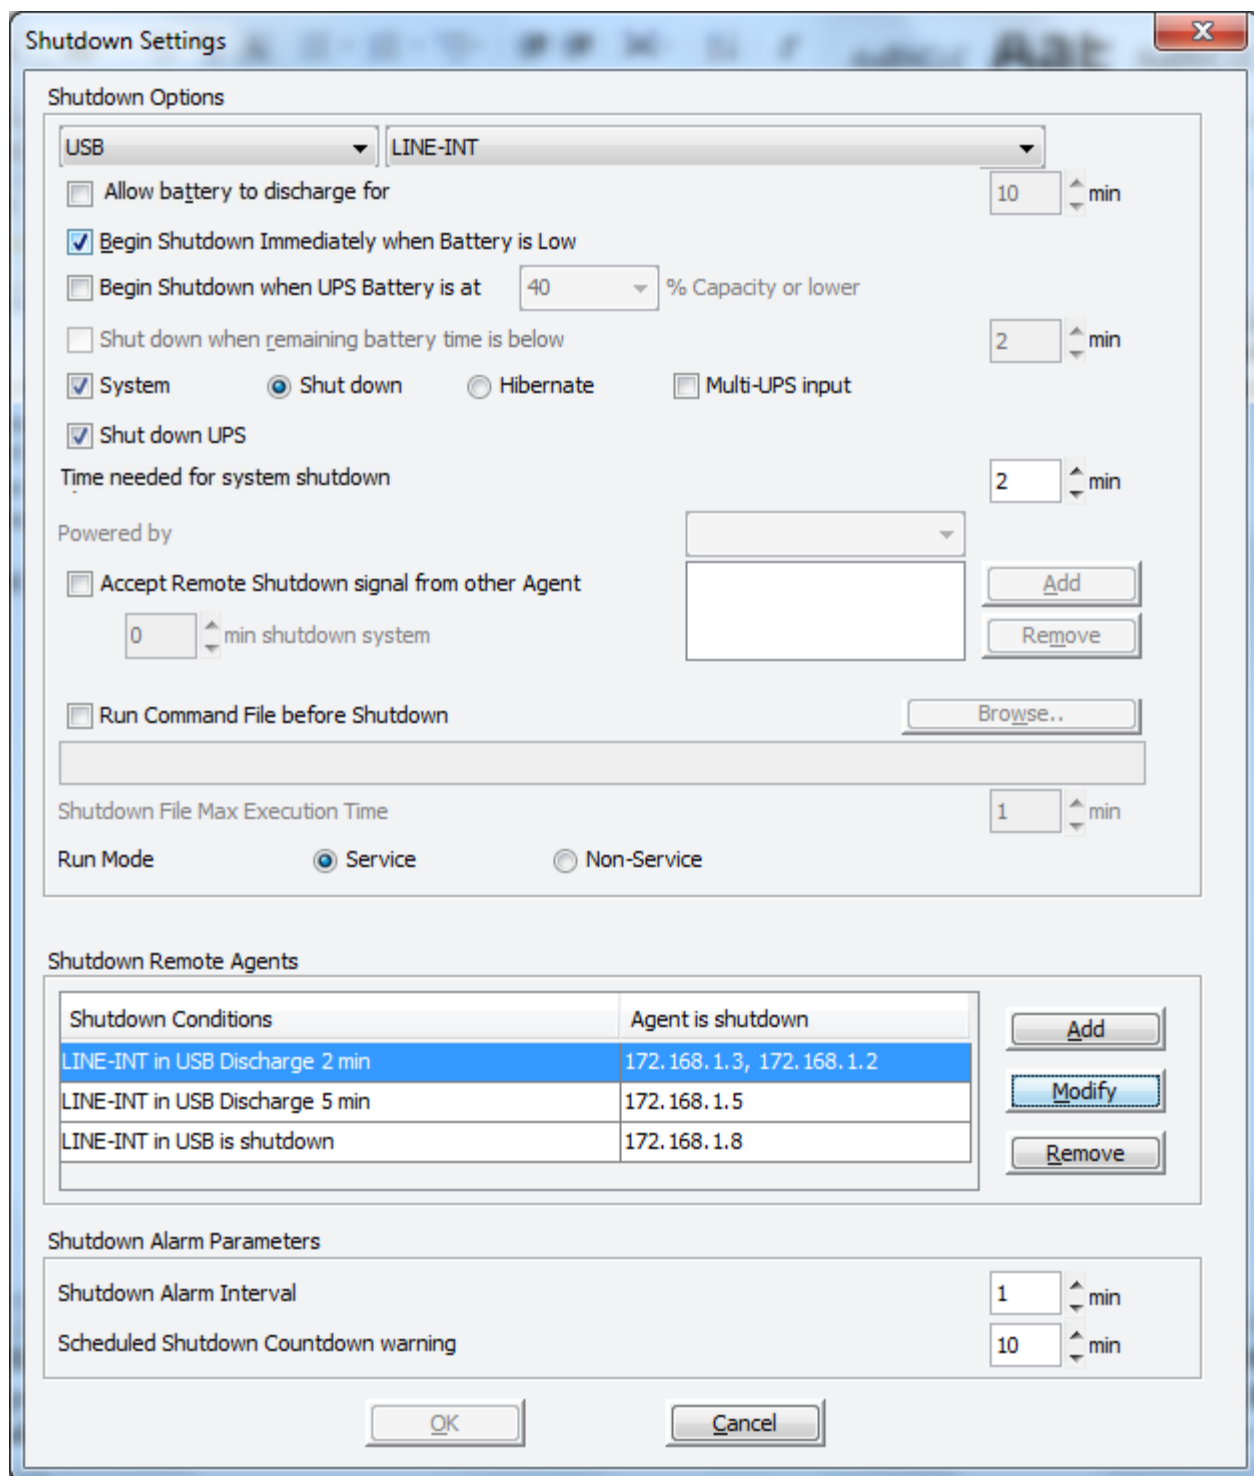 Shutdown Settings
Shutdown Options
USB LINE-INT
Allow battery to discharge for 10 min
Begin Shutdown Immediately when Battery is Low
Begin Shutdown when UPS Battery is at 40 % Capacity or lower
Shut down when remaining battery time is below 2 min
System Shut down Hibernate Multi-UPS input
Shut down UPS
Time needed for system shutdown 2 min
Powered by
Accept Remote Shutdown signal from other Agent Add
0 min shutdown system Remove
Run Command File before Shutdown Browse..
Shutdown File Max Execution Time 1 min
Run Mode Service Non-Service
Shutdown Remote Agents
Shutdown Conditions Agent is shutdown Add
LINE-INT in USB Discharge 2 min 172.168.1.3, 172.168.1.2
LINE-INT in USB Discharge 5 min 172.168.1.5 Modify
LINE-INT in USB is shutdown 172.168.1.8 Remove
Shutdown Alarm Parameters
Shutdown Alarm Interval 1 min
Scheduled Shutdown Countdown warning 10 min
OK Cancel